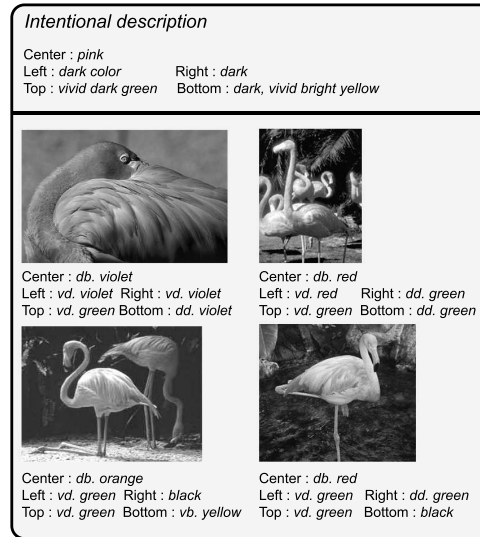 Intentional description
Center : pink
Left : dark color Right : dark
Top : vivid dark green Bottom : dark, vivid bright yellow
Center : db. violet
Left : vd. violet Right : vd. violet
Top : vd. green Bottom : dd. violet
Center : db. red
Left : vd. red Right : dd. green
Top : vd. green Bottom : dd. green
Center : db. orange
Left : vd. green Right : black
Top : vd. green Bottom : vb. yellow
Center : db. red
Left : vd. green Right : dd. green
Top : vd. green Bottom : black